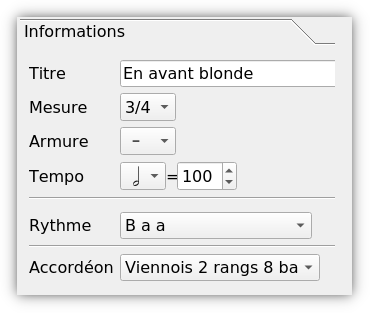 Informations
Titre En avant blonde
Mesure 3/4
Armure –
Tempo 𝅗𝅥 = 100
Rythme B a a
Accordéon Viennois 2 rangs 8 ba